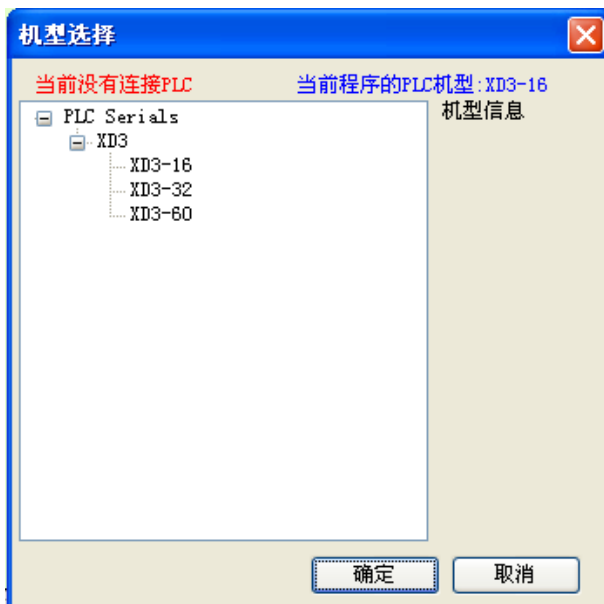 机型选择
当前没有连接PLC 当前程序的PLC机型:XD3-16
机型信息
PLC Serials
XD3
XD3-16
XD3-32
XD3-60
确定 取消